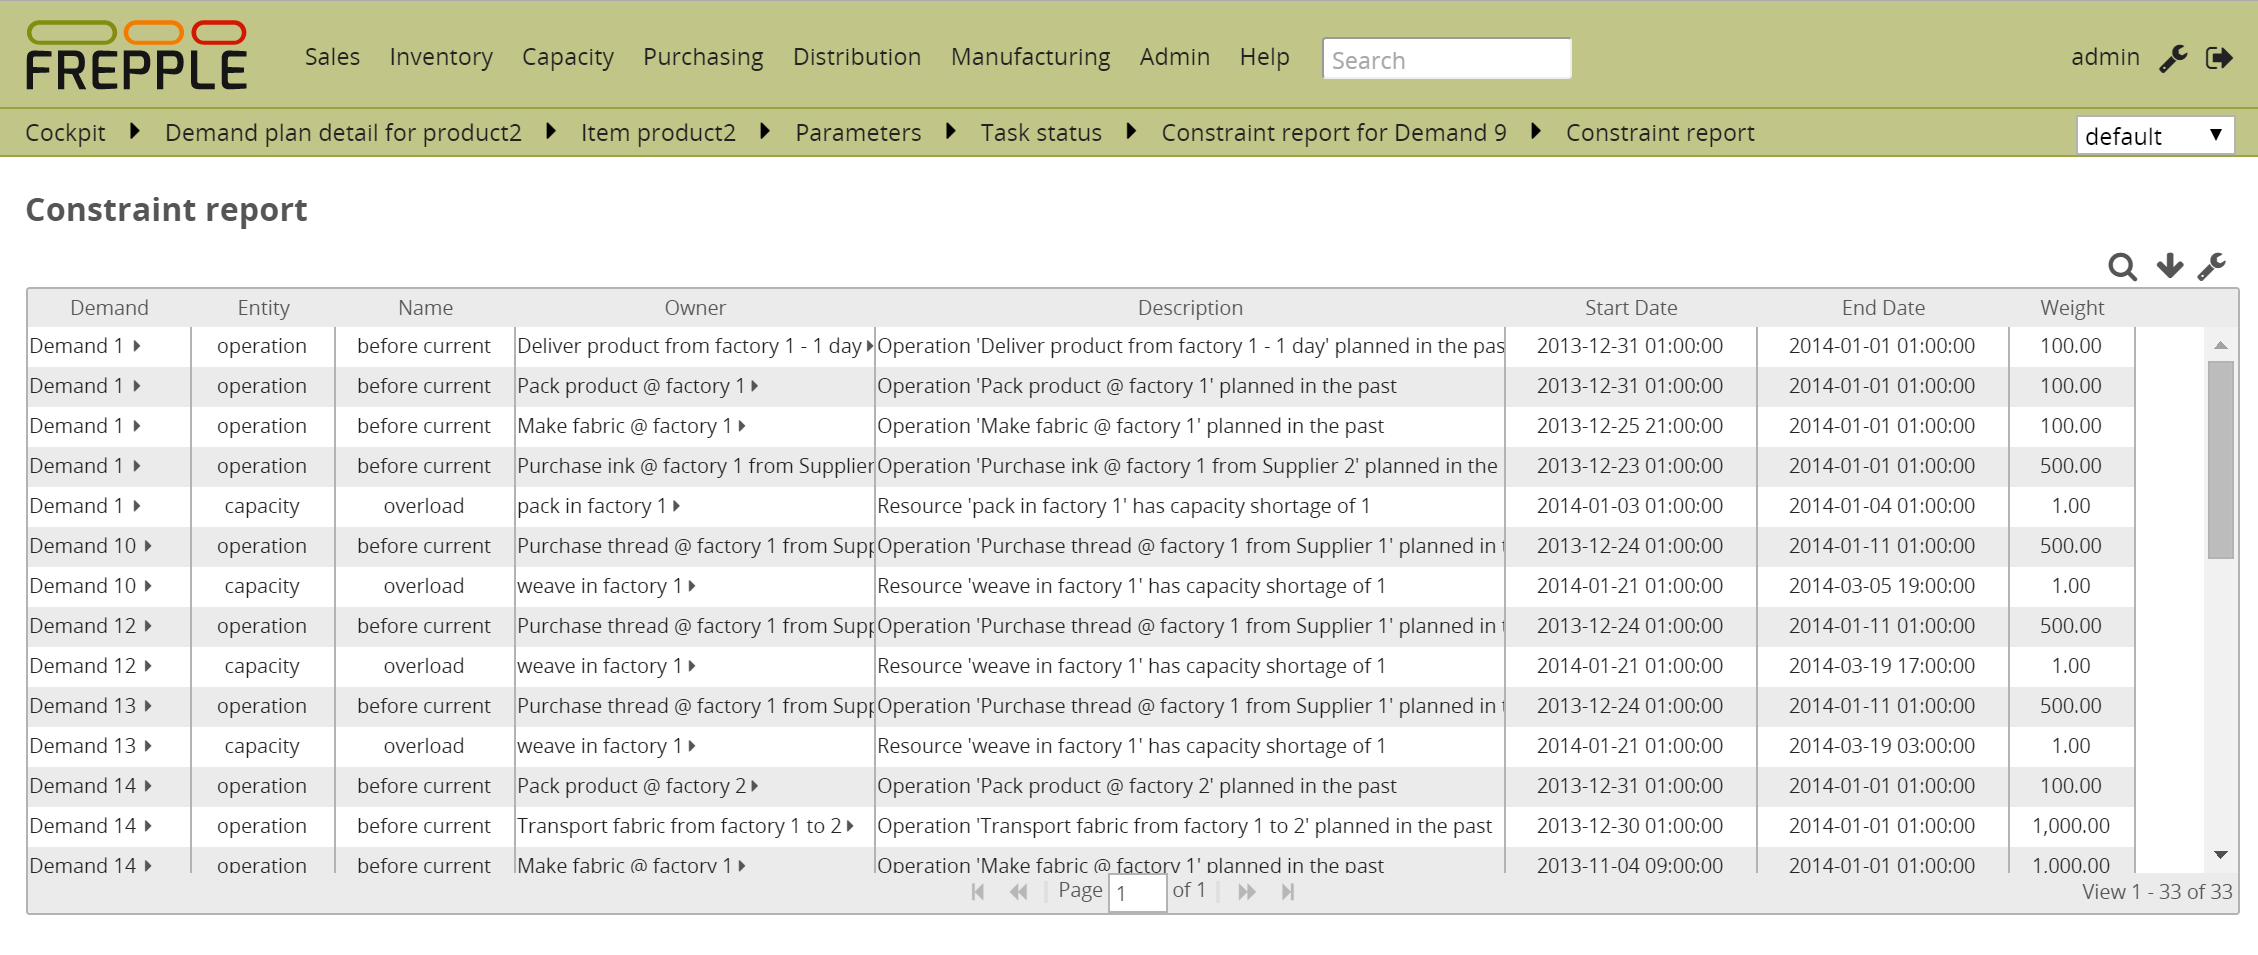 FREPPLE Sales Inventory Capacity Purchasing Distribution Manufacturing Admin Help Search admin
Cockpit Demand plan detail for product2 Item product2 Parameters Task status Constraint report for Demand 9 Constraint report default
Constraint report
Demand Entity Name Owner Description Start Date End Date Weight
Demand 1 operation before current Deliver product from factory 1 - 1 day Operation 'Deliver product from factory 1 - 1 day' planned in the pas 2013-12-31 01:00:00 2014-01-01 01:00:00 100.00
Demand 1 operation before current Pack product @ factory 1 Operation 'Pack product @ factory 1' planned in the past 2013-12-31 01:00:00 2014-01-01 01:00:00 100.00
Demand 1 operation before current Make fabric @ factory 1 Operation 'Make fabric @ factory 1' planned in the past 2013-12-25 21:00:00 2014-01-01 01:00:00 100.00
Demand 1 operation before current Purchase ink @ factory 1 from Supplier Operation 'Purchase ink @ factory 1 from Supplier 2' planned in the 2013-12-23 01:00:00 2014-01-01 01:00:00 500.00
Demand 1 capacity overload pack in factory 1 Resource 'pack in factory 1' has capacity shortage of 1 2014-01-03 01:00:00 2014-01-04 01:00:00 1.00
Demand 10 operation before current Purchase thread @ factory 1 from Supp Operation 'Purchase thread @ factory 1 from Supplier 1' planned in t 2013-12-24 01:00:00 2014-01-11 01:00:00 500.00
Demand 10 capacity overload weave in factory 1 Resource 'weave in factory 1' has capacity shortage of 1 2014-01-21 01:00:00 2014-03-05 19:00:00 1.00
Demand 12 operation before current Purchase thread @ factory 1 from Supp Operation 'Purchase thread @ factory 1 from Supplier 1' planned in t 2013-12-24 01:00:00 2014-01-11 01:00:00 500.00
Demand 12 capacity overload weave in factory 1 Resource 'weave in factory 1' has capacity shortage of 1 2014-01-21 01:00:00 2014-03-19 17:00:00 1.00
Demand 13 operation before current Purchase thread @ factory 1 from Supp Operation 'Purchase thread @ factory 1 from Supplier 1' planned in t 2013-12-24 01:00:00 2014-01-11 01:00:00 500.00
Demand 13 capacity overload weave in factory 1 Resource 'weave in factory 1' has capacity shortage of 1 2014-01-21 01:00:00 2014-03-19 03:00:00 1.00
Demand 14 operation before current Pack product @ factory 2 Operation 'Pack product @ factory 2' planned in the past 2013-12-31 01:00:00 2014-01-01 01:00:00 100.00
Demand 14 operation before current Transport fabric from factory 1 to 2 Operation 'Transport fabric from factory 1 to 2' planned in the past 2013-12-30 01:00:00 2014-01-01 01:00:00 1,000.00
Demand 14 operation before current Make fabric @ factory 1 Operation 'Make fabric @ factory 1' planned in the past 2013-11-04 09:00:00 2014-01-01 01:00:00 1,000.00
Page 1 of 1 View 1 - 33 of 33